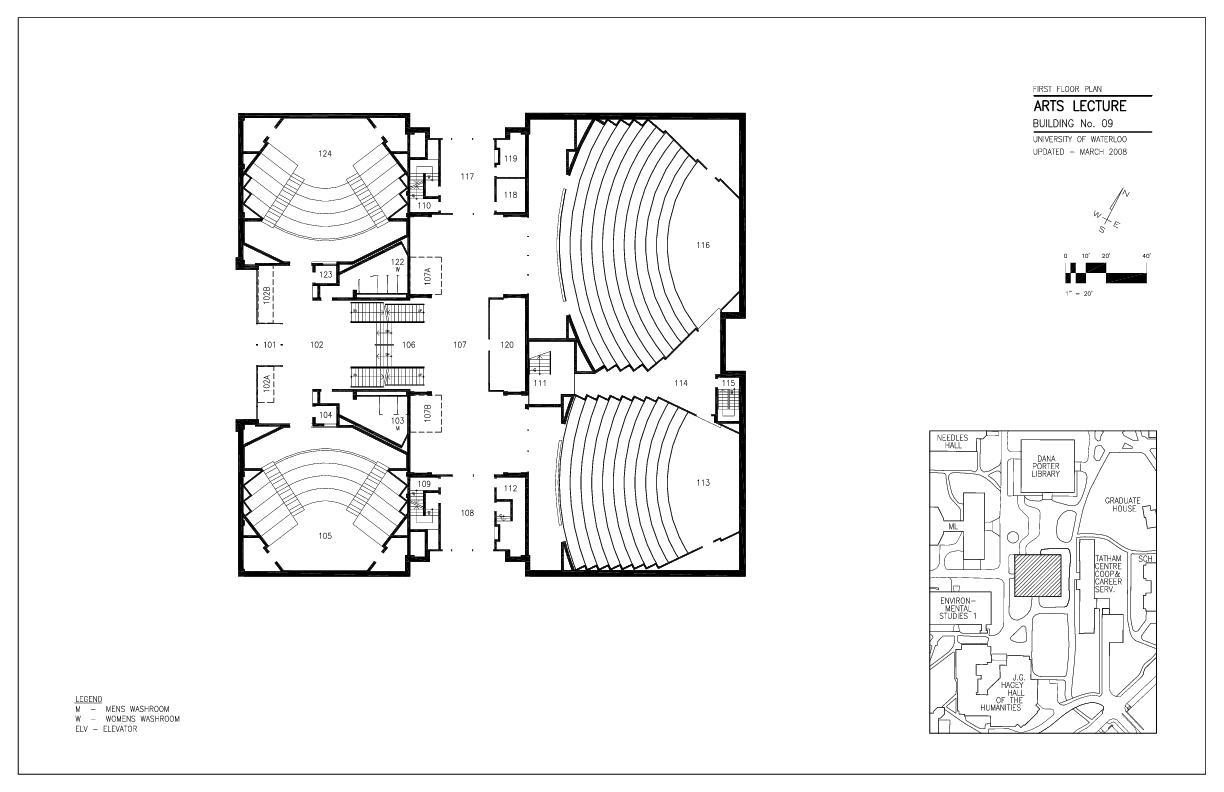 FIRST FLOOR PLAN
ARTS LECTURE
BUILDING No. 09
UNIVERSITY OF WATERLOO
UPDATED – MARCH 2008
N
W
E
S
0 10' 20' 40'
1" = 20'
124
119
117
118
110
116
122
W
107A
123
102B
101 102 106 107 120
111 114 115
102A
104
103
M
107B
109
112
113
108
105
NEEDLES
HALL
DANA
PORTER
LIBRARY
GRADUATE
HOUSE
ML
TATHAM
CENTRE
COOP&
CAREER
SERV.
SCH
ENVIRON–
MENTAL
STUDIES 1
J.G.
HAGEY
HALL
OF THE
HUMANITIES
LEGEND
M – MENS WASHROOM
W – WOMENS WASHROOM
ELV – ELEVATOR